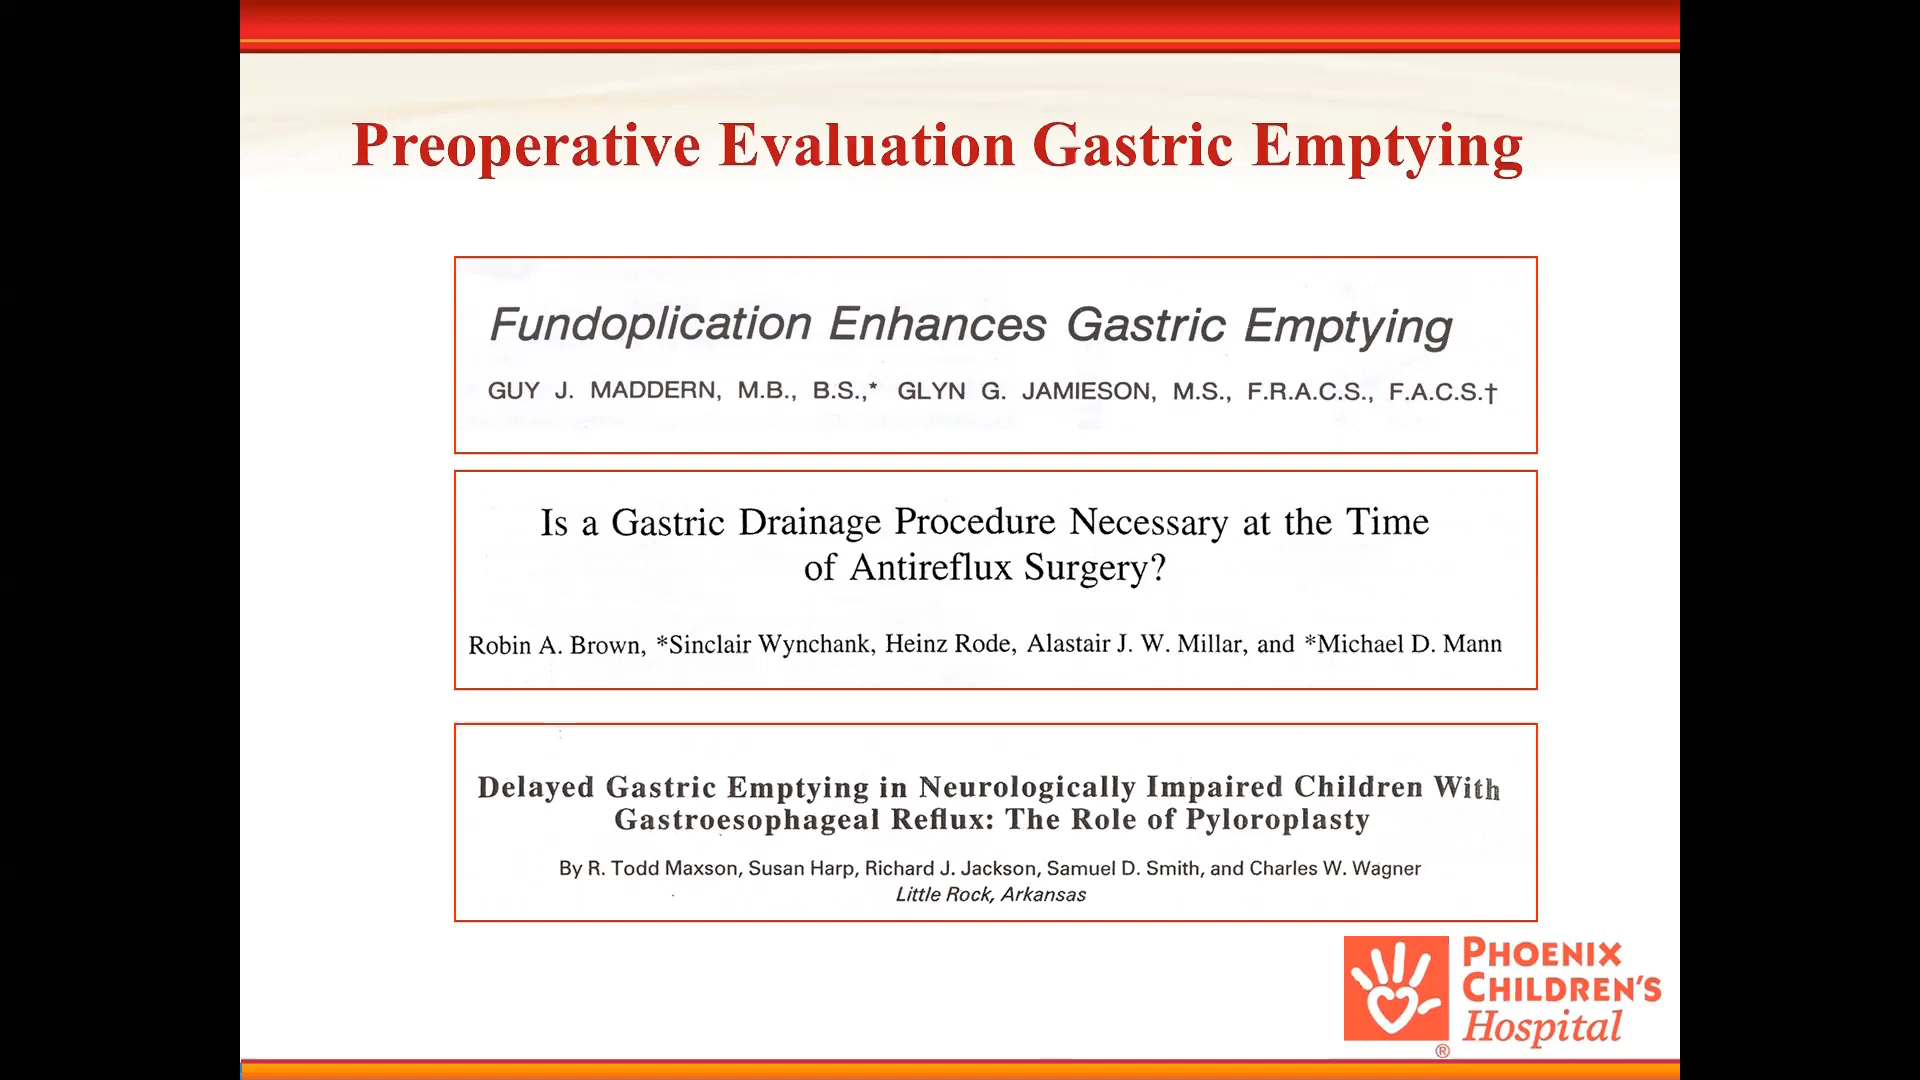 Preoperative Evaluation Gastric Emptying
Fundoplication Enhances Gastric Emptying
GUY J. MADDERN, M.B., B.S.,* GLYN G. JAMIESON, M.S., F.R.A.C.S., F.A.C.S.†
Is a Gastric Drainage Procedure Necessary at the Time
of Antireflux Surgery?
Robin A. Brown, *Sinclair Wynchank, Heinz Rode, Alastair J. W. Millar, and *Michael D. Mann
Delayed Gastric Emptying in Neurologically Impaired Children With
Gastroesophageal Reflux: The Role of Pyloroplasty
By R. Todd Maxson, Susan Harp, Richard J. Jackson, Samuel D. Smith, and Charles W. Wagner
Little Rock, Arkansas
PHOENIX
CHILDREN'S
Hospital
®